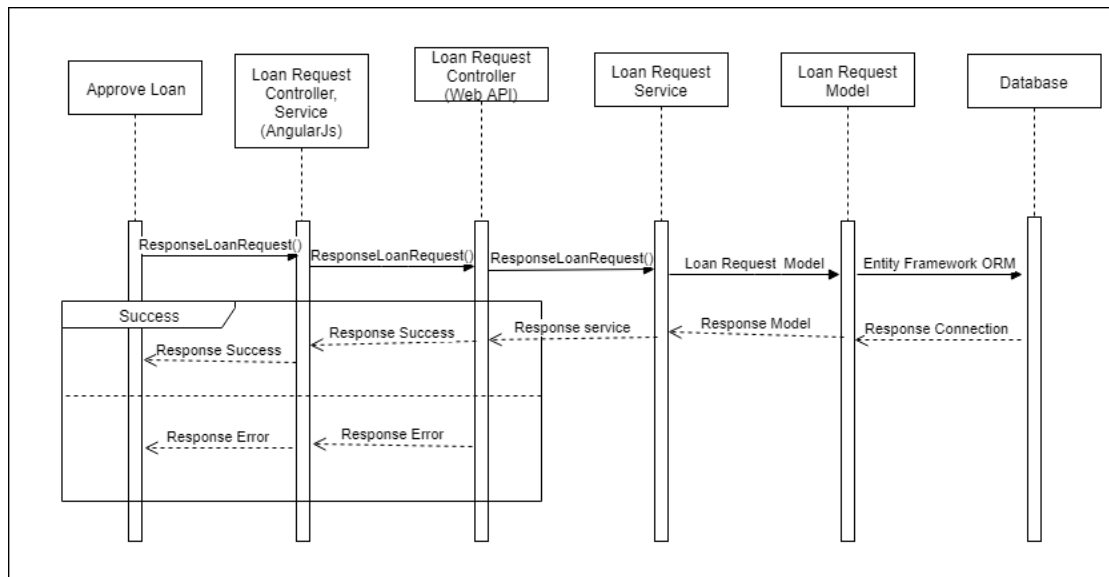 Approve Loan
Loan Request
Controller,
Service
(AngularJs)
Loan Request
Controller
(Web API)
Loan Request
Service
Loan Request
Model
Database
ResponseLoanRequest()
ResponseLoanRequest()
ResponseLoanRequest()
Loan Request Model
Entity Framework ORM
Success
Response Success
Response Success
Response service
Response Model
Response Connection
Response Error
Response Error